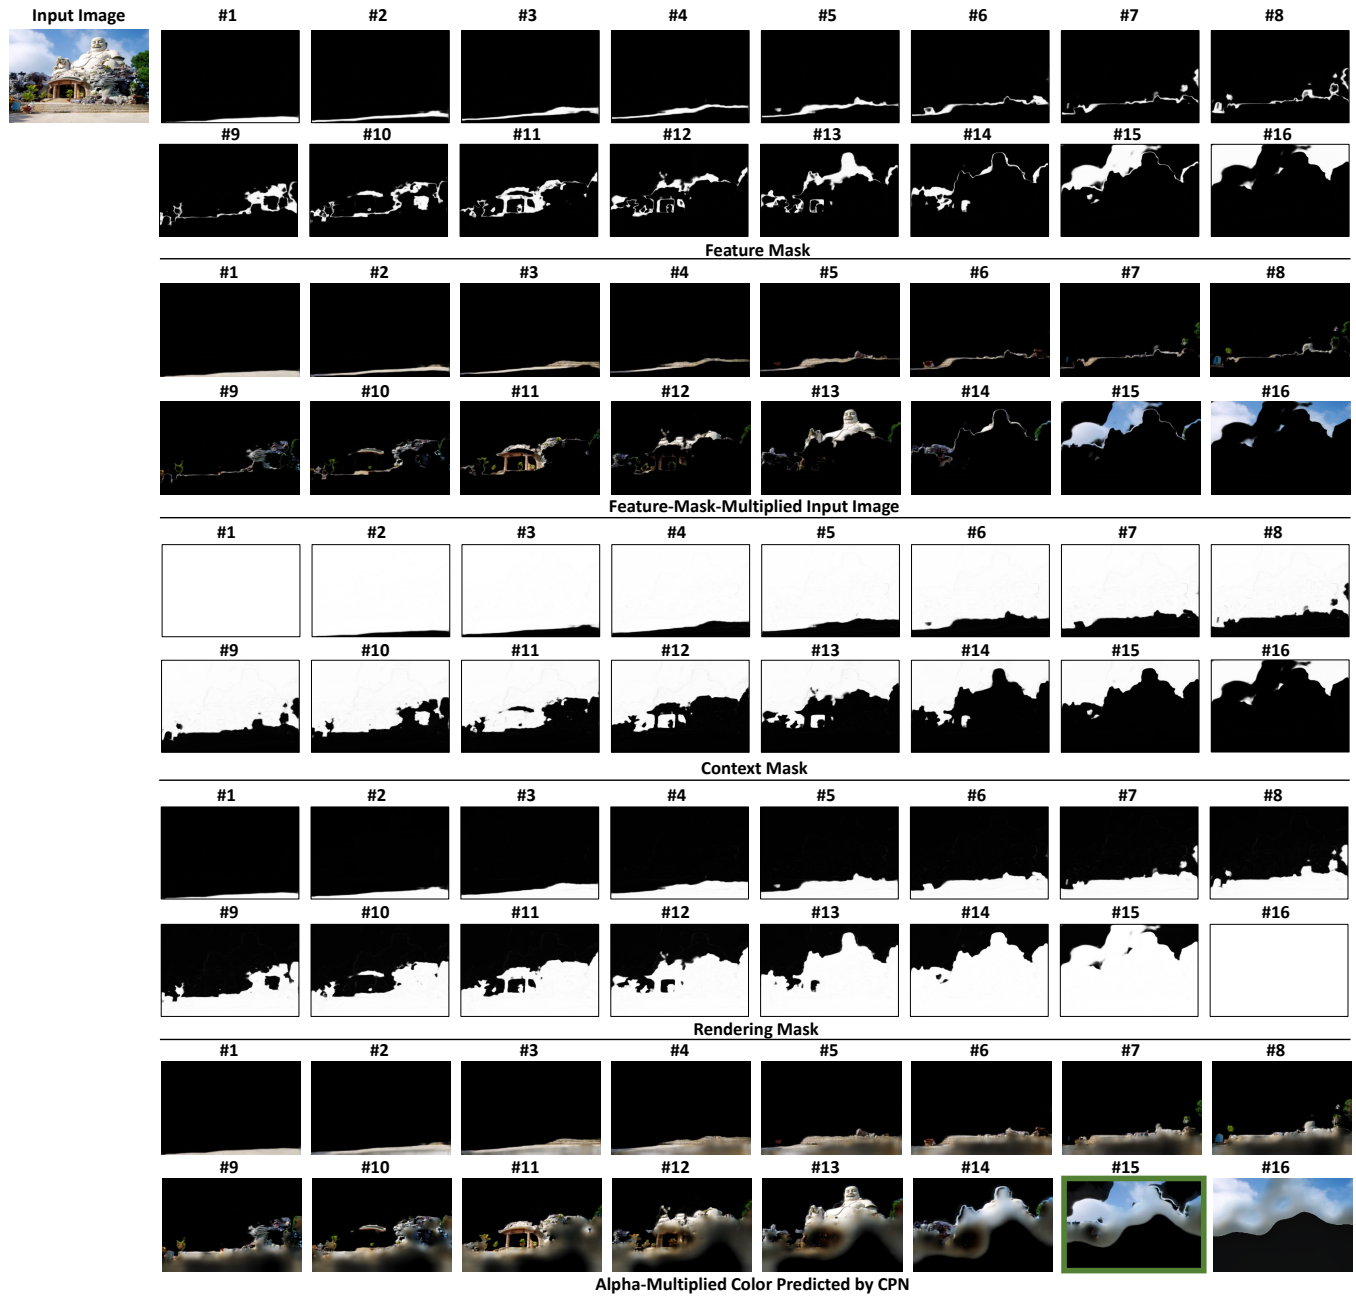 Input Image #1 #2 #3 #4 #5 #6 #7 #8
#9 #10 #11 #12 #13 #14 #15 #16
Feature Mask
#1 #2 #3 #4 #5 #6 #7 #8
#9 #10 #11 #12 #13 #14 #15 #16
Feature-Mask-Multiplied Input Image
#1 #2 #3 #4 #5 #6 #7 #8
#9 #10 #11 #12 #13 #14 #15 #16
Context Mask
#1 #2 #3 #4 #5 #6 #7 #8
#9 #10 #11 #12 #13 #14 #15 #16
Rendering Mask
#1 #2 #3 #4 #5 #6 #7 #8
#9 #10 #11 #12 #13 #14 #15 #16
Alpha-Multiplied Color Predicted by CPN